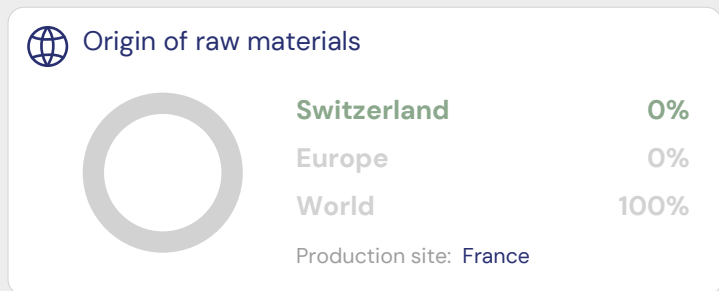 Origin of raw materials
Switzerland 0%
Europe 0%
World 100%
Production site: France